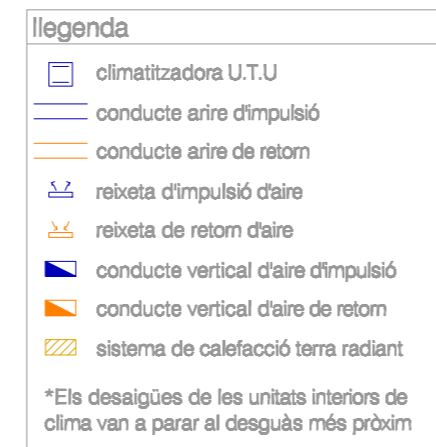 llegenda
climatitzadora U.T.U
conducte arire d'impulsió
conducte arire de retorn
reixeta d'impulsió d'aire
reixeta de retorn d'aire
conducte vertical d'aire d'impulsió
conducte vertical d'aire de retorn
sistema de calefacció terra radiant
*Els desaigües de les unitats interiors de
clima van a parar al desguàs més pròxim